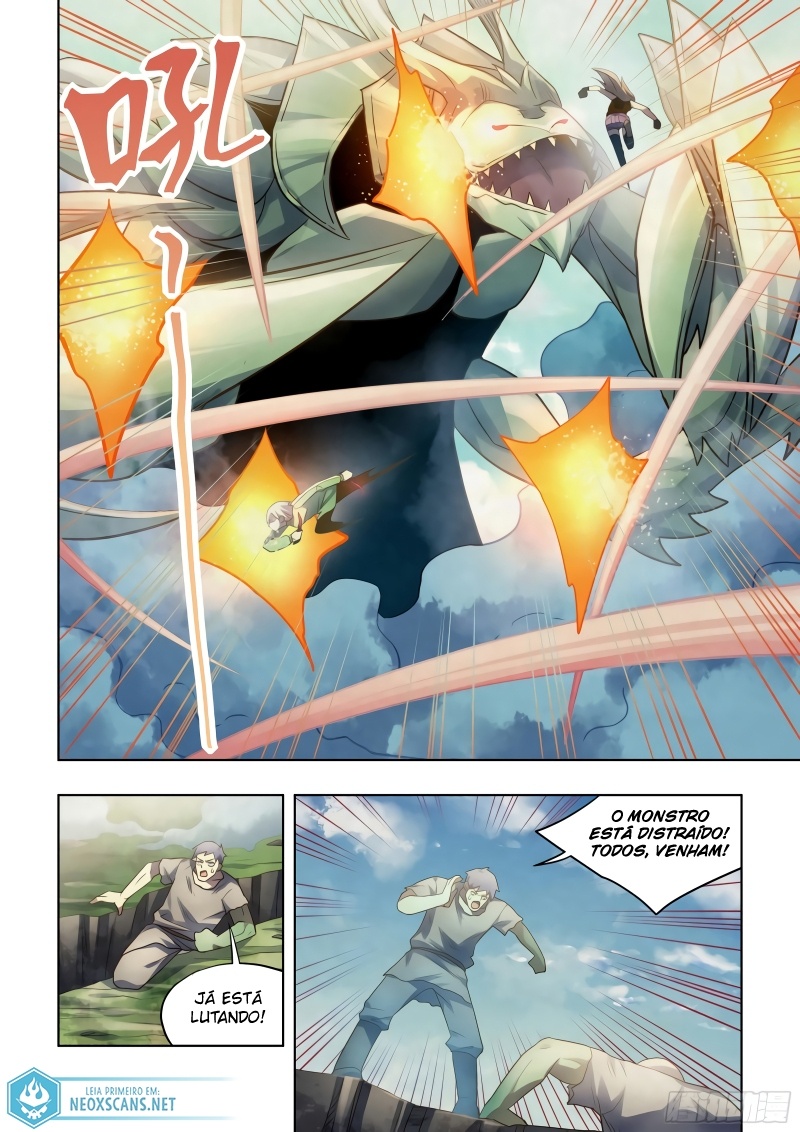 吼
O MONSTRO
ESTÁ DISTRAÍDO!
TODOS, VENHAM!
JÁ ESTÁ
LUTANDO!
LEIA PRIMEIRO EM:
NEOXSCANS.NET